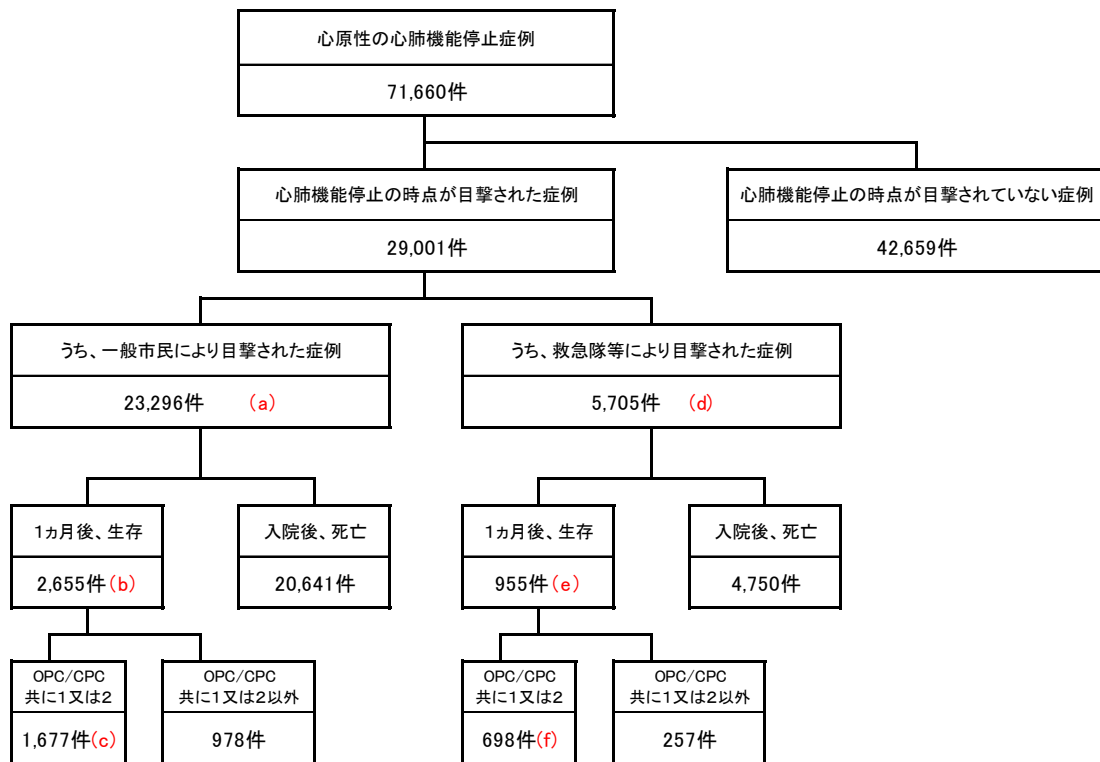 心原性の心肺機能停止症例
71,660件
心肺機能停止の時点が目撃された症例
29,001件
心肺機能停止の時点が目撃されていない症例
42,659件
うち、一般市民により目撃された症例
23,296件 (a)
うち、救急隊等により目撃された症例
5,705件 (d)
1ヵ月後、生存
2,655件(b)
入院後、死亡
20,641件
1ヵ月後、生存
955件(e)
入院後、死亡
4,750件
OPC/CPC
共に1又は2
1,677件(c)
OPC/CPC
共に1又は2以外
978件
OPC/CPC
共に1又は2
698件(f)
OPC/CPC
共に1又は2以外
257件